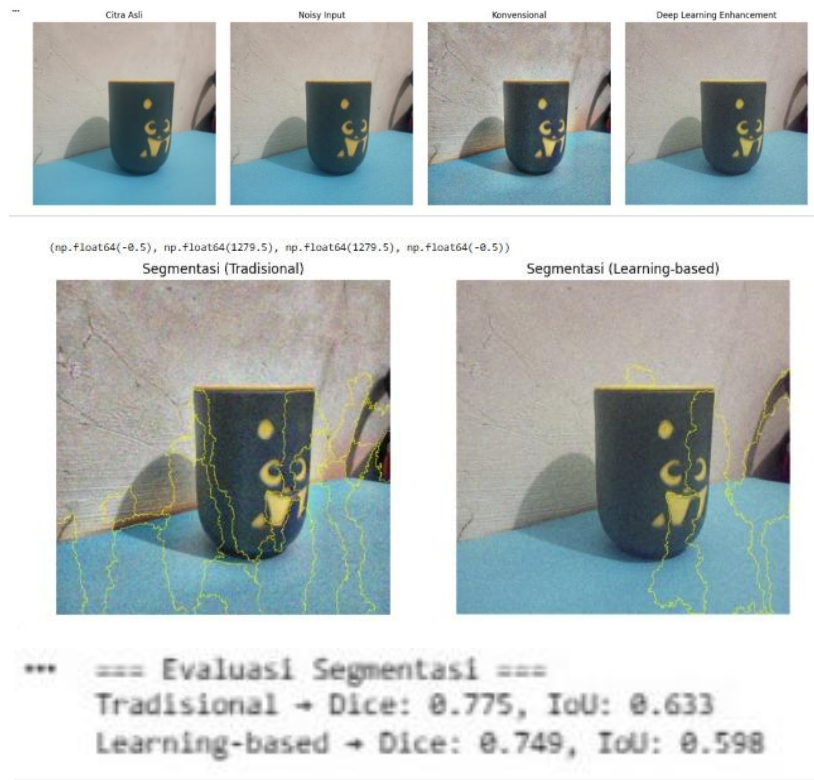 ...
Citra Asli
Noisy Input
Konvensional
Deep Learning Enhancement
(np.float64(-0.5), np.float64(1279.5), np.float64(1279.5), np.float64(-0.5))
Segmentasi (Tradisional)
Segmentasi (Learning-based)
... === Evaluasi Segmentasi ===
Tradisional → Dice: 0.775, IoU: 0.633
Learning-based → Dice: 0.749, IoU: 0.598